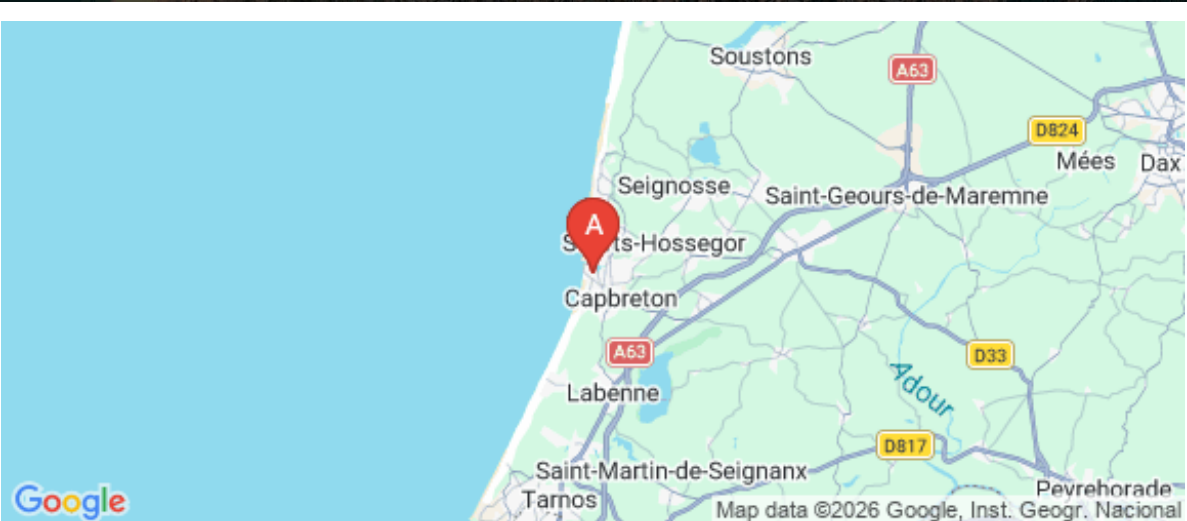 Soustons
A63
D824
Mées
Dax
Seignosse
Saint-Geours-de-Maremne
A
ts-Hossegor
Capbreton
A63
D33
Labenne
Adour
D817
Saint-Martin-de-Seignanx
Tarnos
Peyrehorade
Google
Map data ©2026 Google, Inst. Geogr. Nacional